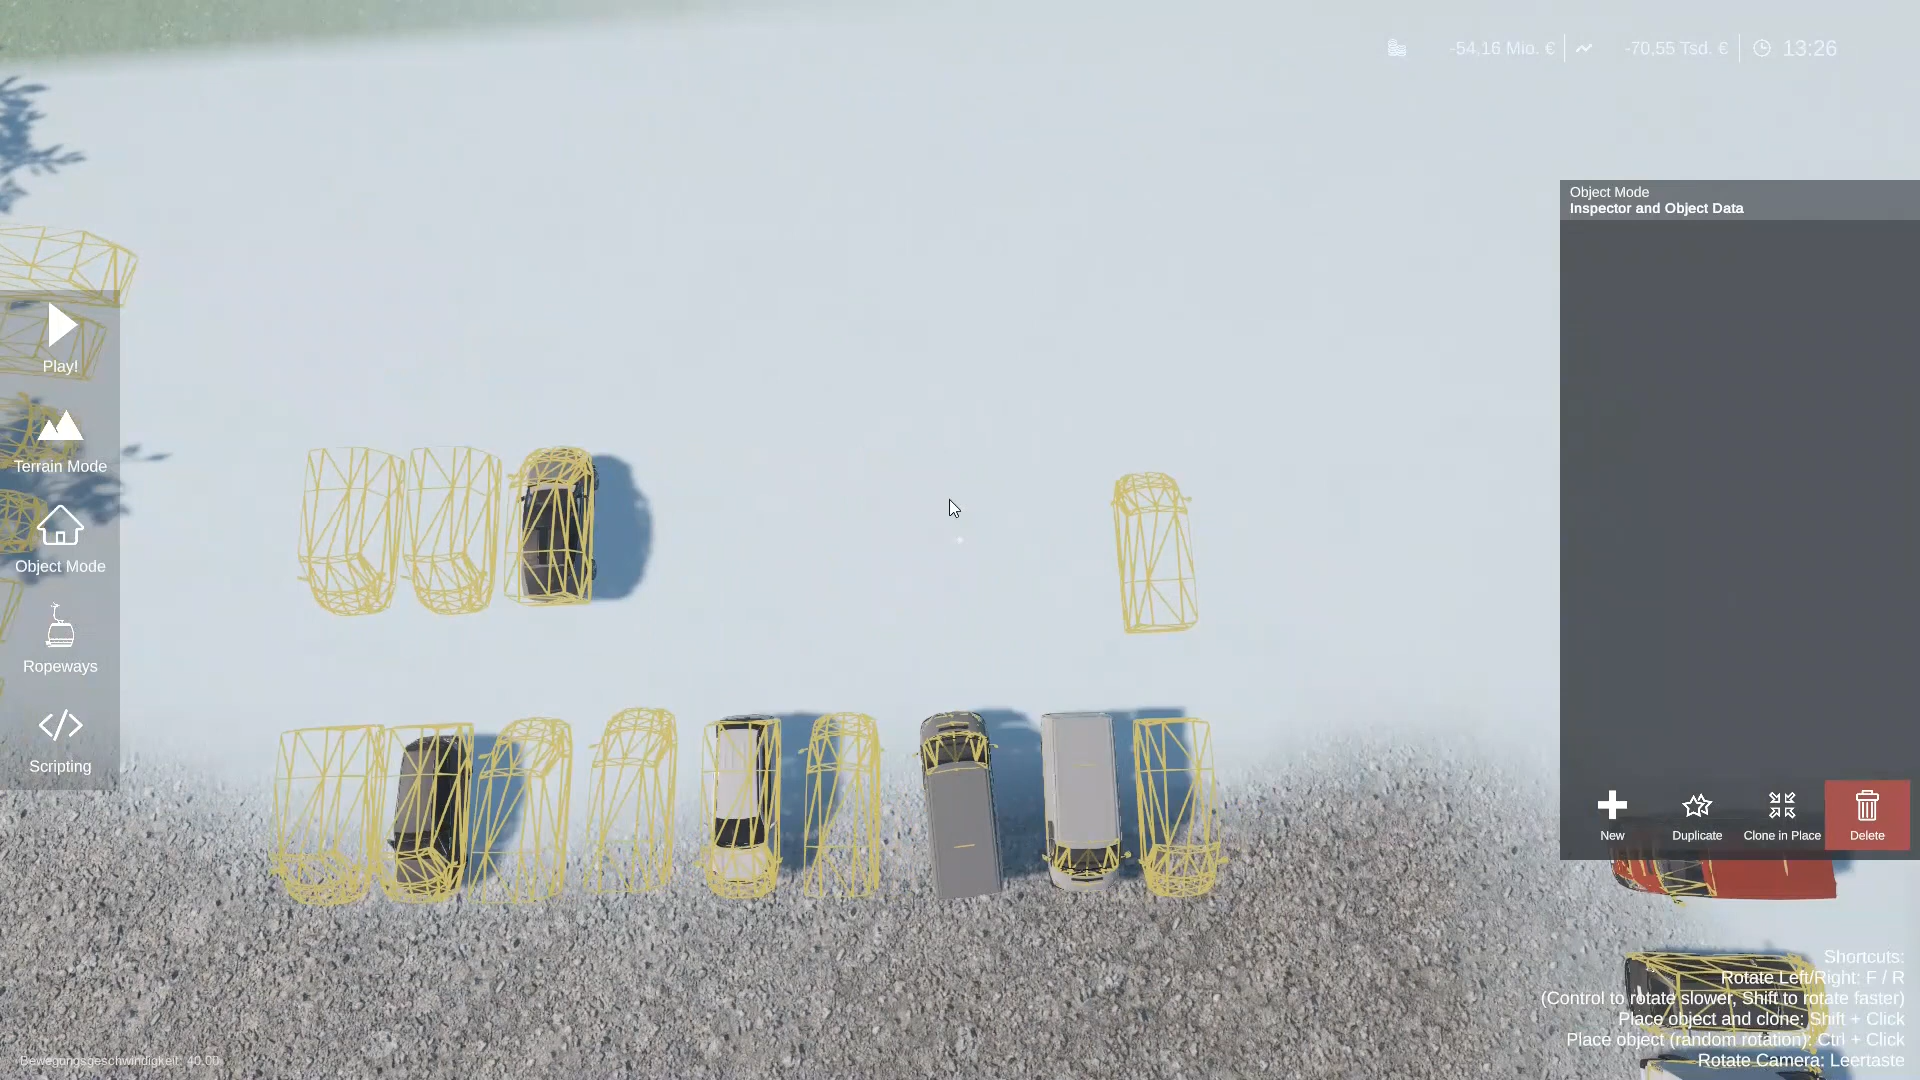 -54,16 Mio. €
-70,55 Tsd. €
13:26
Object Mode
Inspector and Object Data
Play!
Terrain Mode
Object Mode
Ropeways
Scripting
New
Duplicate
Clone in Place
Delete
Shortcuts:
Rotate Left/Right: F / R
(Control to rotate slower, Shift to rotate faster)
Place object and clone: Shift + Click
Place object (random rotation): Ctrl + Click
Rotate Camera: Leertaste
Bewegungsgeschwindigkeit: 40,00